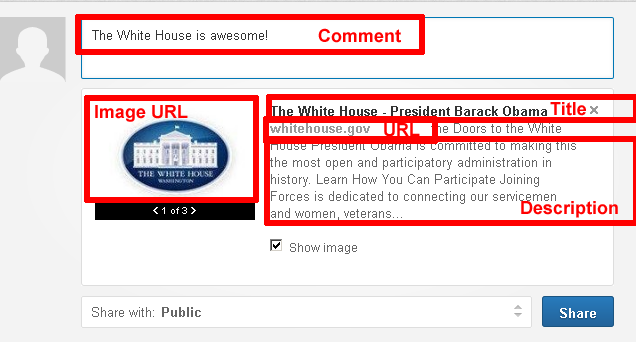 The White House is awesome!
Comment
Image URL
THE WHITE HOUSE
WASHINGTON
1 of 3
The White House - President Barack Obama
Title
whitehouse.gov
URL
The Doors to the White
House President Obama is committed to making this
the most open and participatory administration in
history. Learn How You Can Participate Joining
Forces is dedicated to connecting our servicemen
and women, veterans...
Description
Show image
Share with: Public
Share